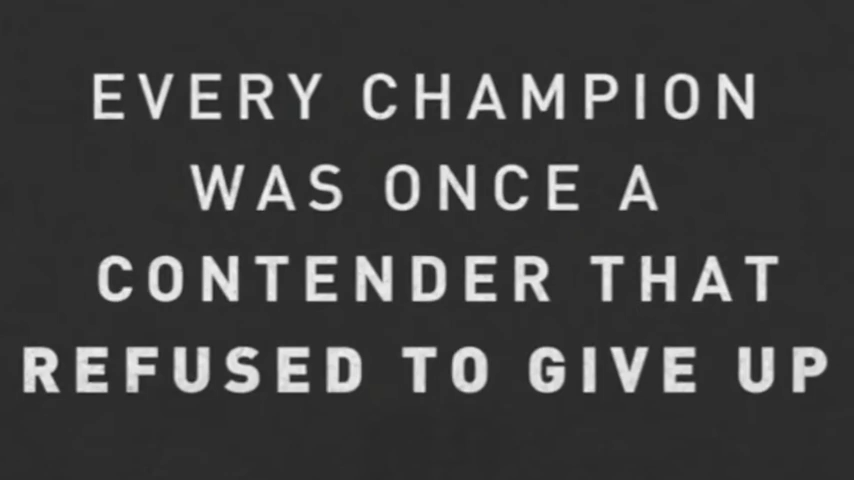 EVERY CHAMPION
WAS ONCE A
CONTENDER THAT
REFUSED TO GIVE UP